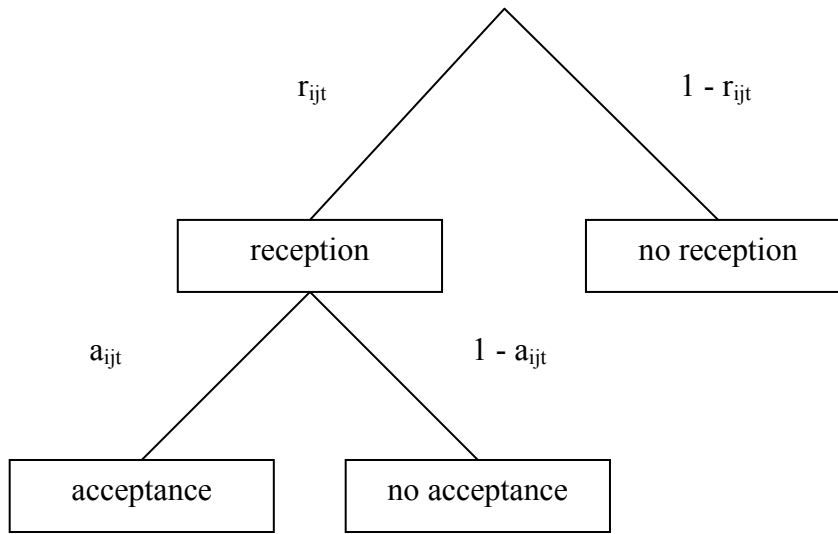 r_ijt
1 - r_ijt
reception
no reception
a_ijt
1 - a_ijt
acceptance
no acceptance